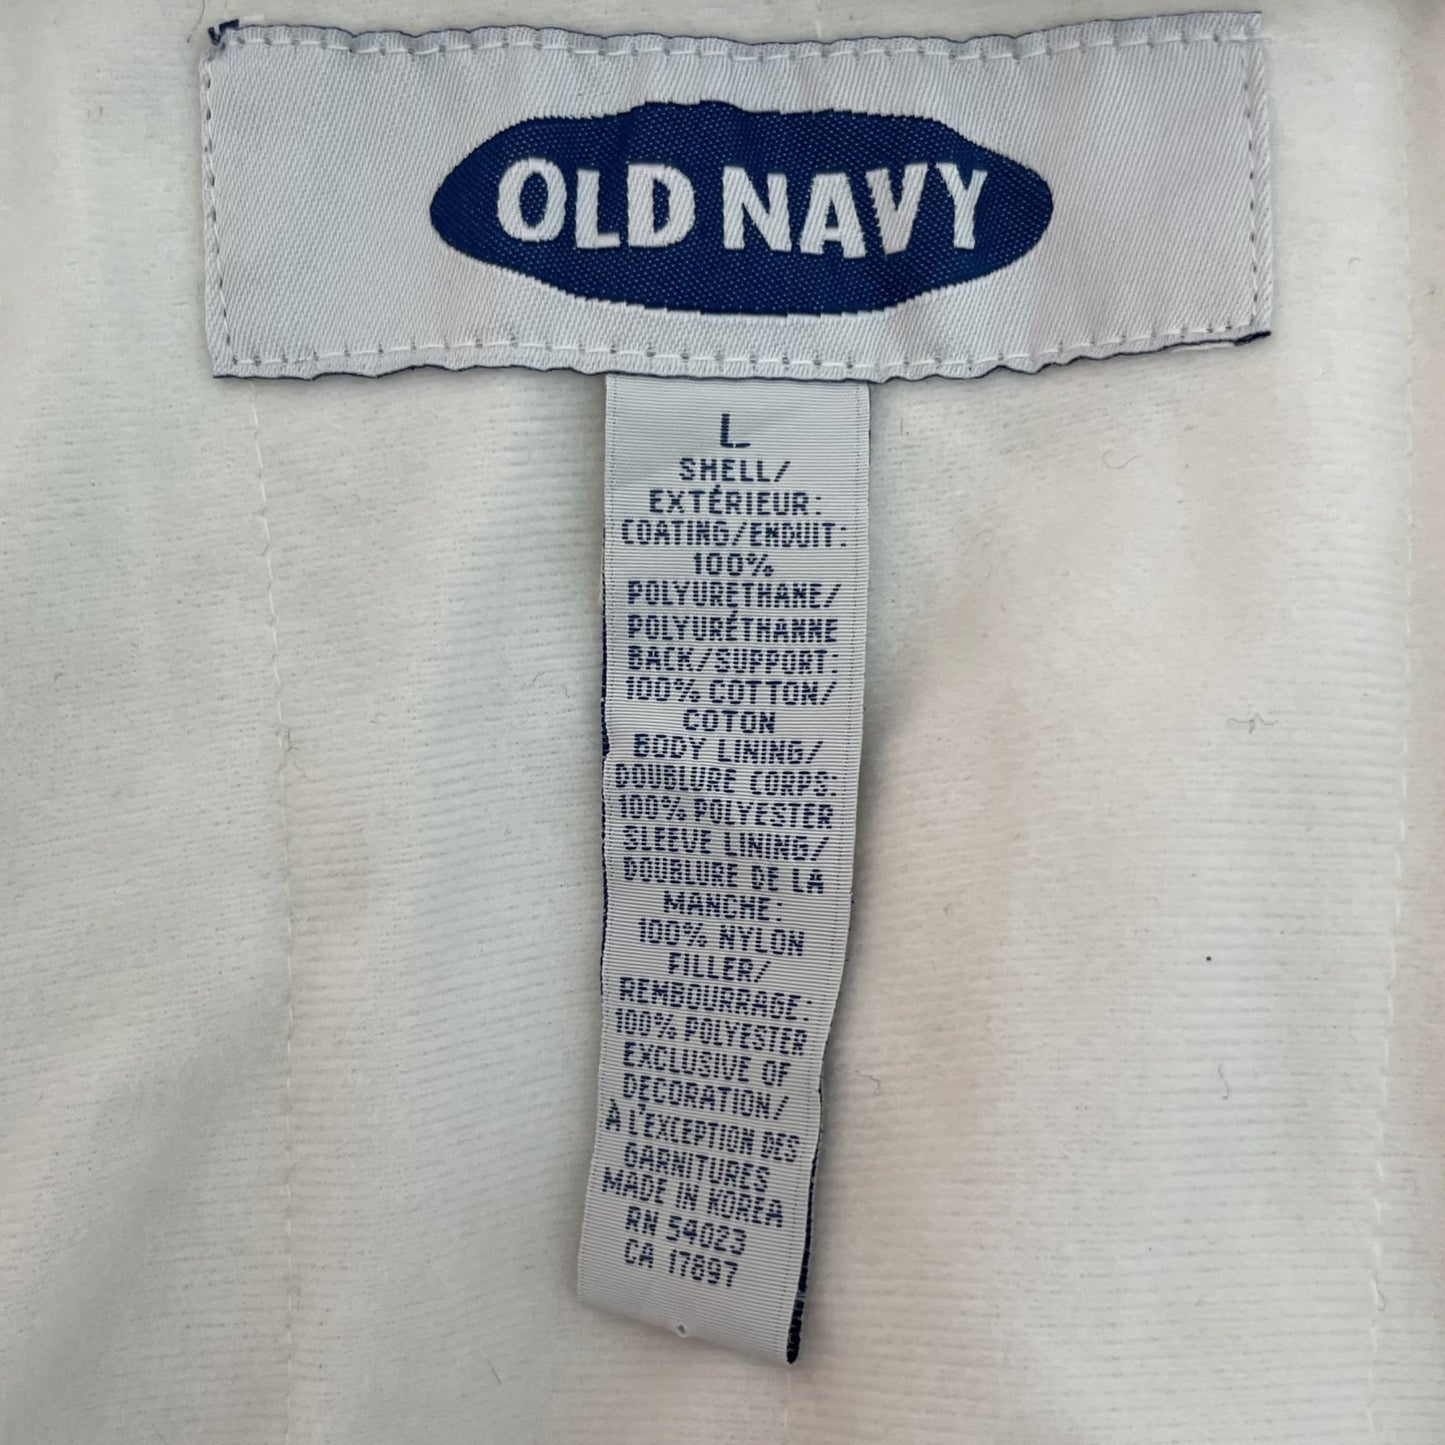 OLD NAVY
L
SHELL/
EXTÉRIEUR:
COATING/ENDUIT:
100%
POLYURETHANE/
POLYURÉTHANNE
BACK/SUPPORT:
100% COTTON/
COTON
BODY LINING/
DOUBLURE CORPS:
100% POLYESTER
SLEEVE LINING/
DOUBLURE DE LA
MANCHE:
100% NYLON
FILLER/
REMBOURRAGE:
100% POLYESTER
EXCLUSIVE OF
DECORATION/
À L'EXCEPTION DES
GARNITURES
MADE IN KOREA
RN 54023
CA 17897